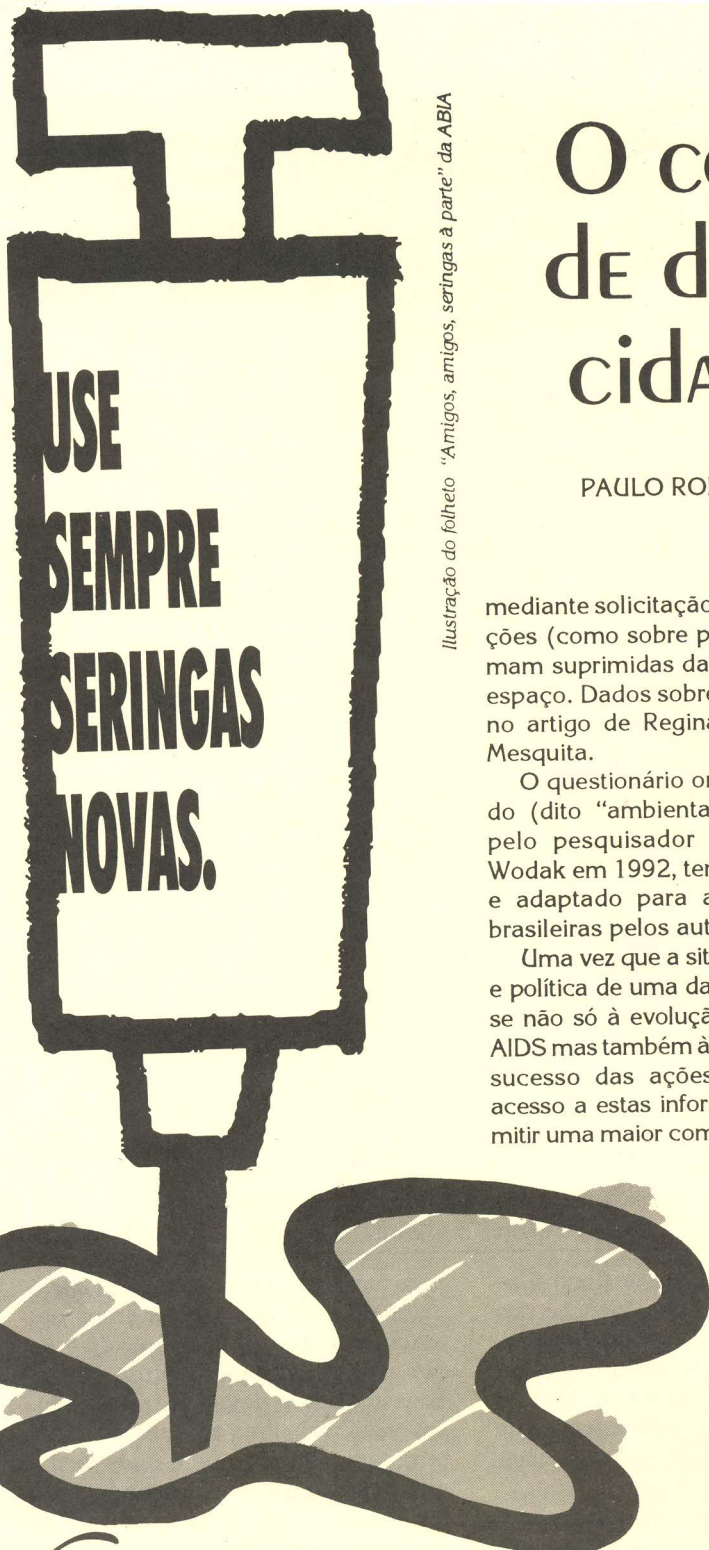 USE
SEMPRE
SERINGAS
NOVAS.
Ilustração do folheto "Amigos, amigos, seringas à parte" da ABIA
O
dE d
cidA
PAULO
mediante solicitação
ções (como sobre p
mam suprimidas da
espaço. Dados sobre
no artigo de Regina
Mesquita.
O questionário or
do (dito "ambienta
pelo pesquisador
Wodak em 1992, ter
e adaptado para a
brasileiras pelos aut
Uma vez que a sit
e política de uma da
se não só à evoluçã
AIDS mas também à
sucesso das ações
acesso a estas infor
mitir uma maior com